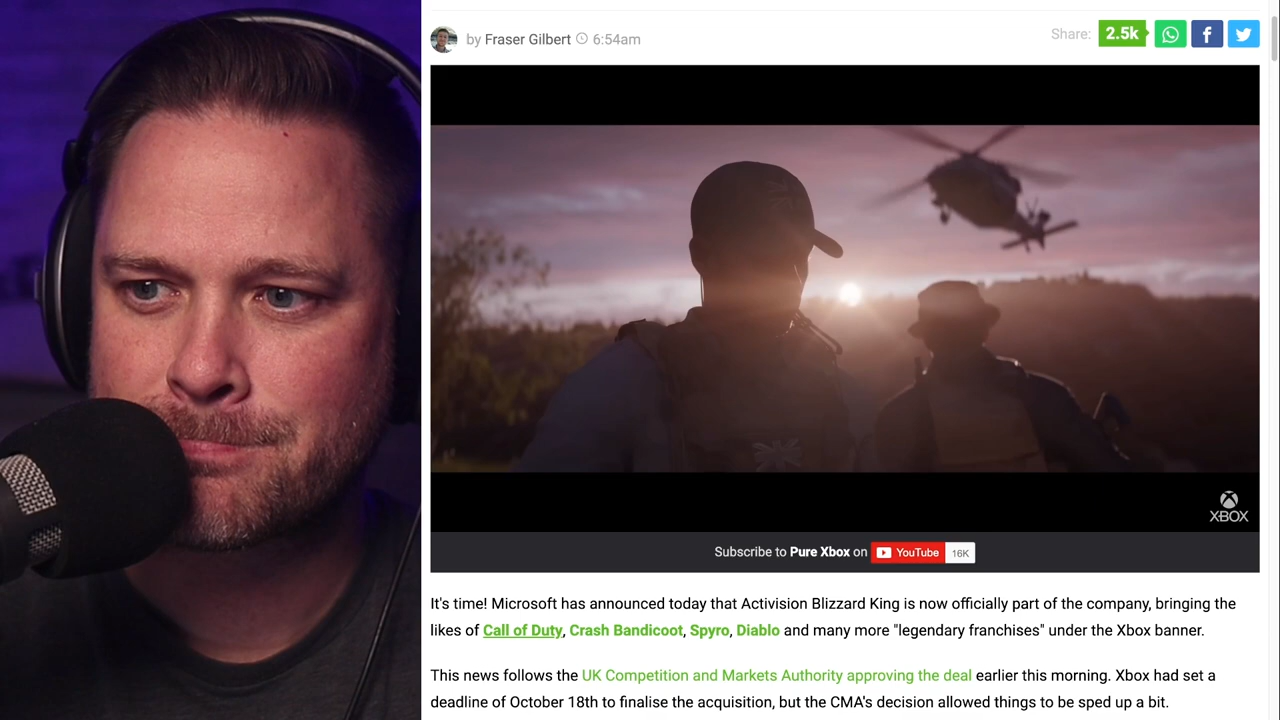 by Fraser Gilbert 6:54am
Share: 2.5k
XBOX
Subscribe to Pure Xbox on YouTube 16K
It's time! Microsoft has announced today that Activision Blizzard King is now officially part of the company, bringing the
likes of Call of Duty, Crash Bandicoot, Spyro, Diablo and many more "legendary franchises" under the Xbox banner.
This news follows the UK Competition and Markets Authority approving the deal earlier this morning. Xbox had set a
deadline of October 18th to finalise the acquisition, but the CMA's decision allowed things to be sped up a bit.